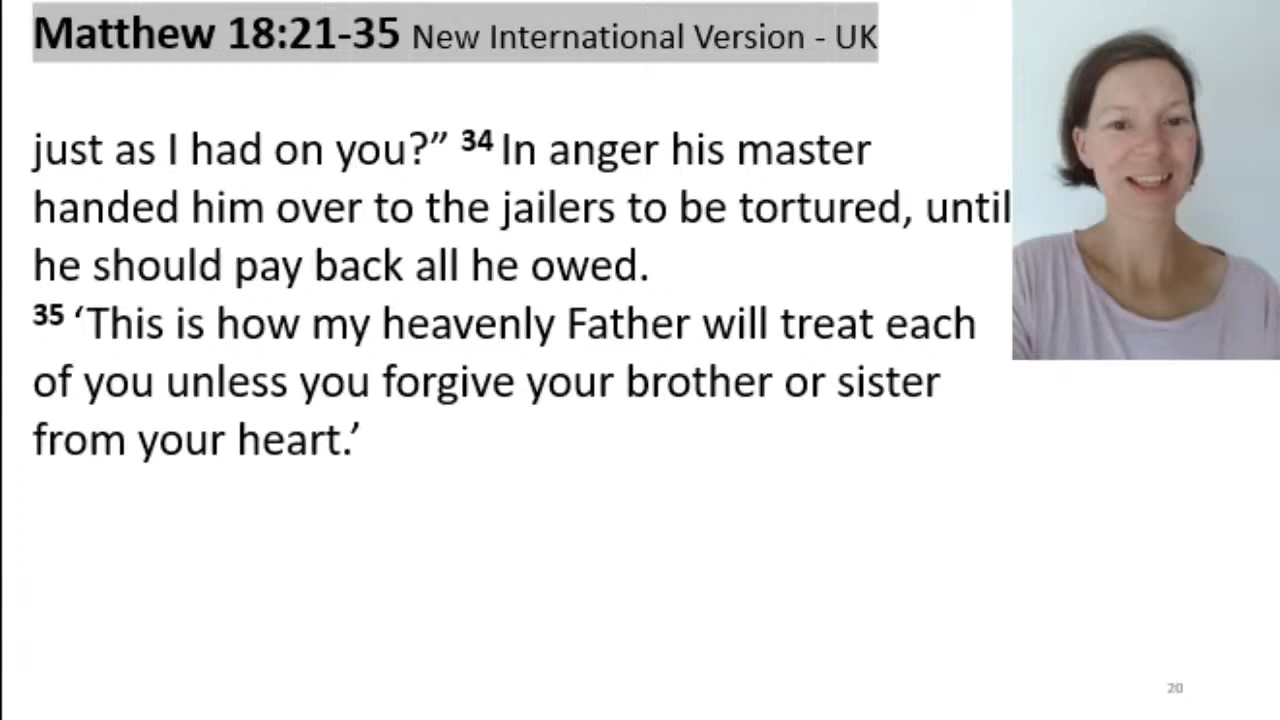 Matthew 18:21-35 New International Version - UK
just as I had on you?” 34 In anger his master
handed him over to the jailers to be tortured, until
he should pay back all he owed.
35 ‘This is how my heavenly Father will treat each
of you unless you forgive your brother or sister
from your heart.’
20